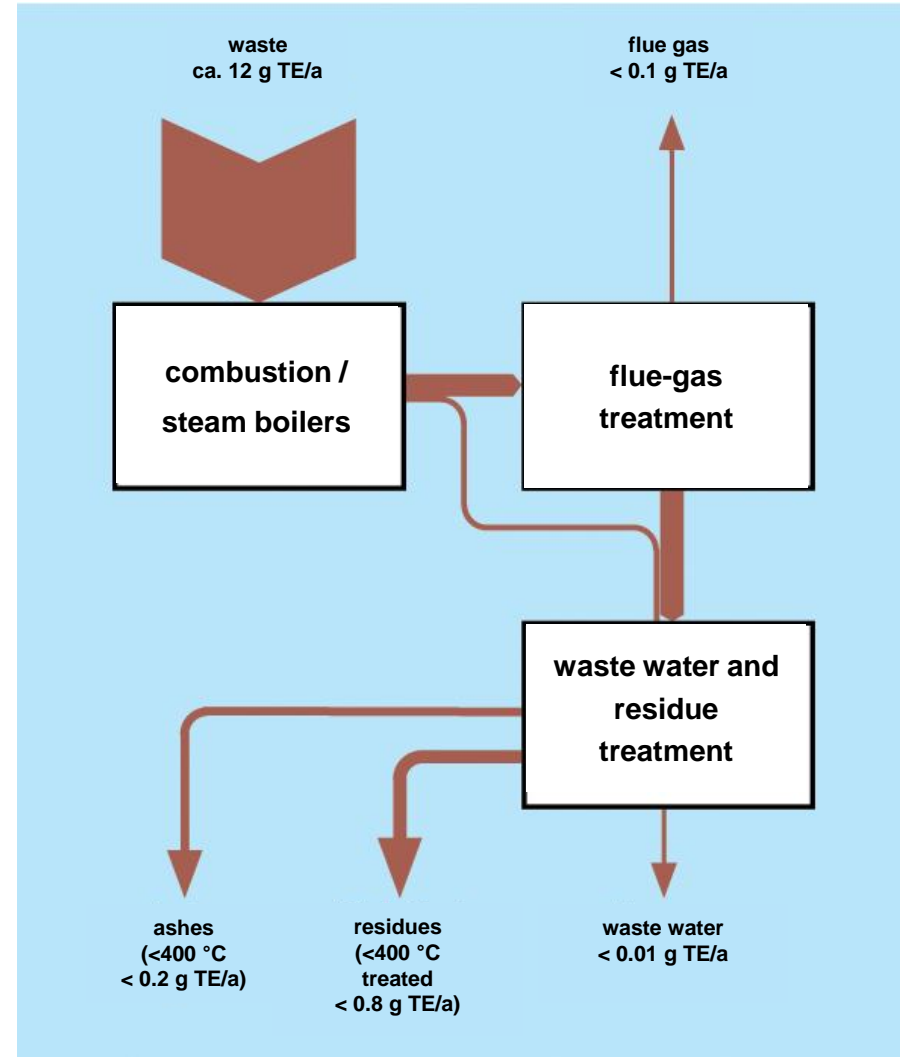 waste
ca. 12 g TE/a
flue gas
< 0.1 g TE/a
combustion /
steam boilers
flue-gas
treatment
waste water and
residue
treatment
ashes
(<400 °C
< 0.2 g TE/a)
residues
(<400 °C
treated
< 0.8 g TE/a)
waste water
< 0.01 g TE/a